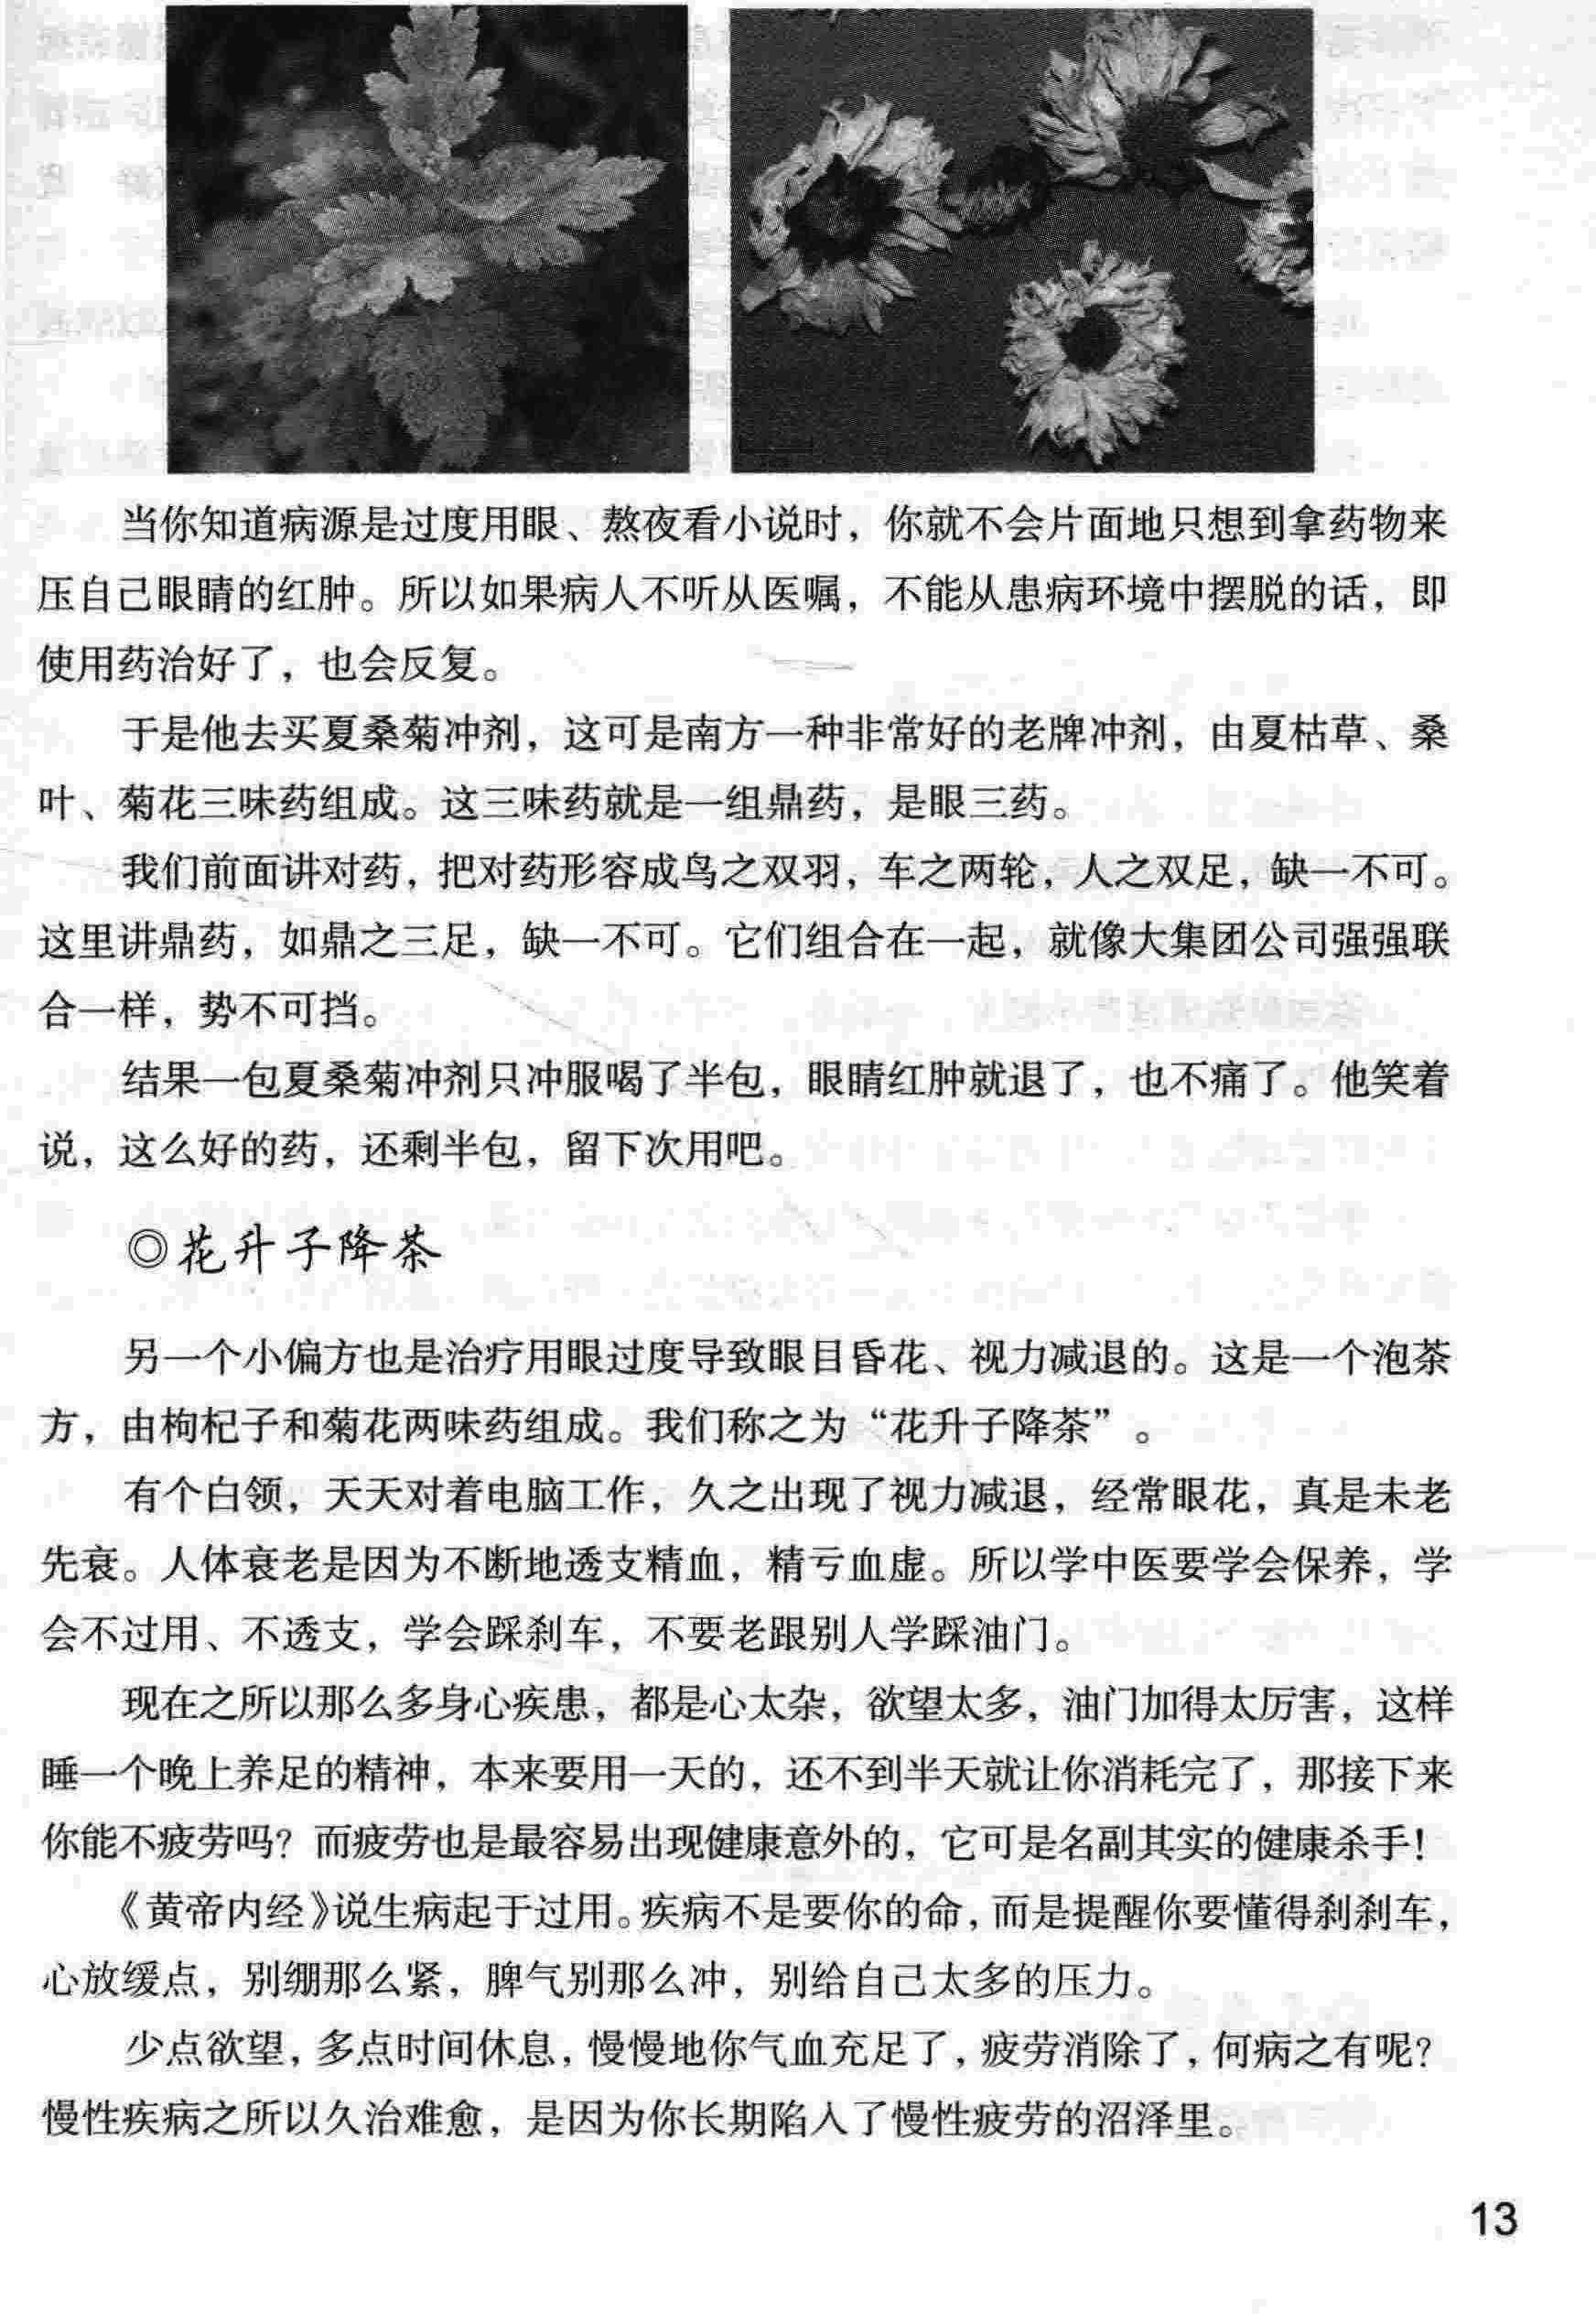 当你知道病源是过度用眼、熬夜看小说时，你就不会片面地只想到拿药物来
压自己眼睛的红肿。所以如果病人不听从医嘱，不能从患病环境中摆脱的话，即
使用药治好了，也会反复。
于是他去买夏桑菊冲剂，这可是南方一种非常好的老牌冲剂，由夏枯草、桑
叶、菊花三味药组成。这三味药就是一组鼎药，是眼三药。
我们前面讲对药，把对药形容成鸟之双羽，车之两轮，人之双足，缺一不可。
这里讲鼎药，如鼎之三足，缺一不可。它们组合在一起，就像大集团公司强强联
合一样，势不可挡。
结果一包夏桑菊冲剂只冲服喝了半包，眼睛红肿就退了，也不痛了。他笑着
说，这么好的药，还剩半包，留下次用吧。
◎花升子降茶
另一个小偏方也是治疗用眼过度导致眼目昏花、视力减退的。这是一个泡茶
方，由枸杞子和菊花两味药组成。我们称之为“花升子降茶”。
有个白领，天天对着电脑工作，久之出现了视力减退，经常眼花，真是未老
先衰。人体衰老是因为不断地透支精血，精亏血虚。所以学中医要学会保养，学
会不过用、不透支，学会踩刹车，不要老跟别人学踩油门。
现在之所以那么多身心疾患，都是心太杂，欲望太多，油门加得太厉害，这样
睡一个晚上养足的精神，本来要用一天的，还不到半天就让你消耗完了，那接下来
你能不疲劳吗？而疲劳也是最容易出现健康意外的，它可是名副其实的健康杀手！
《黄帝内经》说生病起于过用。疾病不是要你的命，而是提醒你要懂得刹刹车，
心放缓点，别绷那么紧，脾气别那么冲，别给自己太多的压力。
少点欲望，多点时间休息，慢慢地你气血充足了，疲劳消除了，何病之有呢？
慢性疾病之所以久治难愈，是因为你长期陷入了慢性疲劳的沼泽里。
13